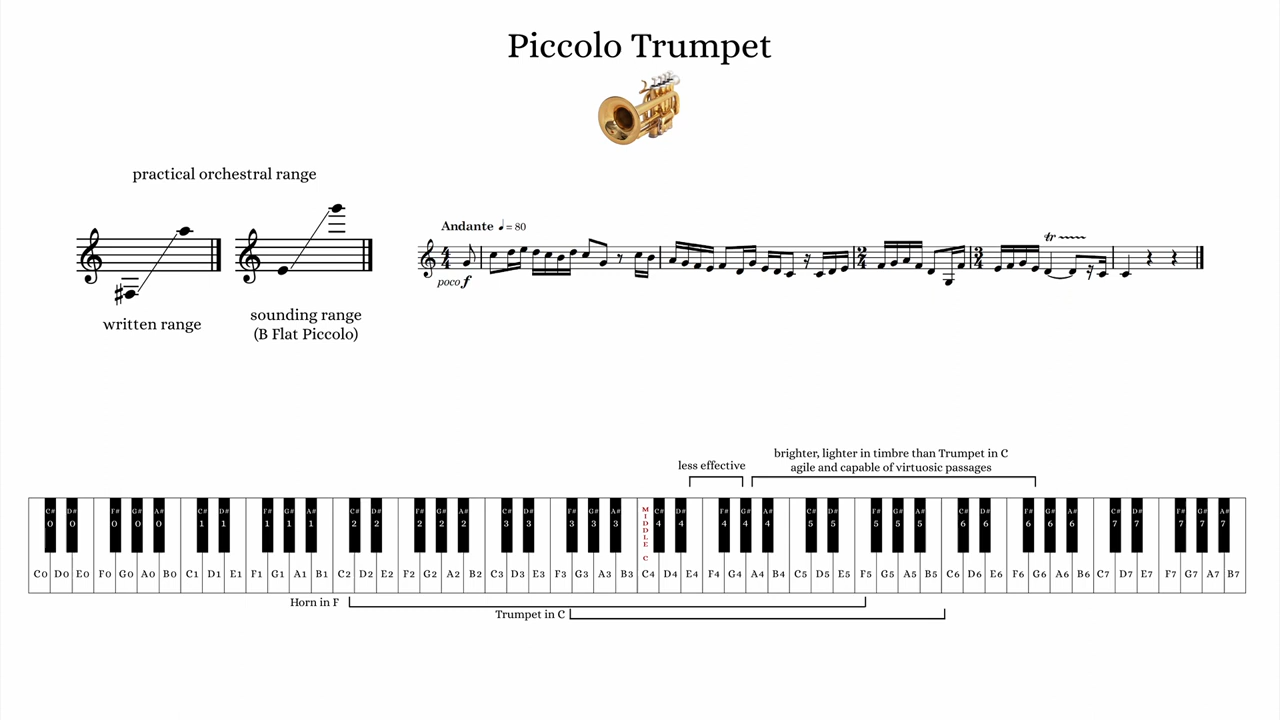 Piccolo Trumpet
practical orchestral range
written range
sounding range
(B Flat Piccolo)
Andante ♩= 80
4
4
poco f
2
4
3
4
tr
less effective
brighter, lighter in timbre than Trumpet in C
agile and capable of virtuosic passages
C# 0 D# 0 F# 0 G# 0 A# 0 C# 1 D# 1 F# 1 G# 1 A# 1 C# 2 D# 2 F# 2 G# 2 A# 2 C# 3 D# 3 F# 3 G# 3 A# 3 MIDDLE C C# 4 D# 4 F# 4 G# 4 A# 4 C# 5 D# 5 F# 5 G# 5 A# 5 C# 6 D# 6 F# 6 G# 6 A# 6 C# 7 D# 7 F# 7 G# 7 A# 7
C0 D0 E0 F0 G0 A0 B0 C1 D1 E1 F1 G1 A1 B1 C2 D2 E2 F2 G2 A2 B2 C3 D3 E3 F3 G3 A3 B3 C4 D4 E4 F4 G4 A4 B4 C5 D5 E5 F5 G5 A5 B5 C6 D6 E6 F6 G6 A6 B6 C7 D7 E7 F7 G7 A7 B7
Horn in F
Trumpet in C